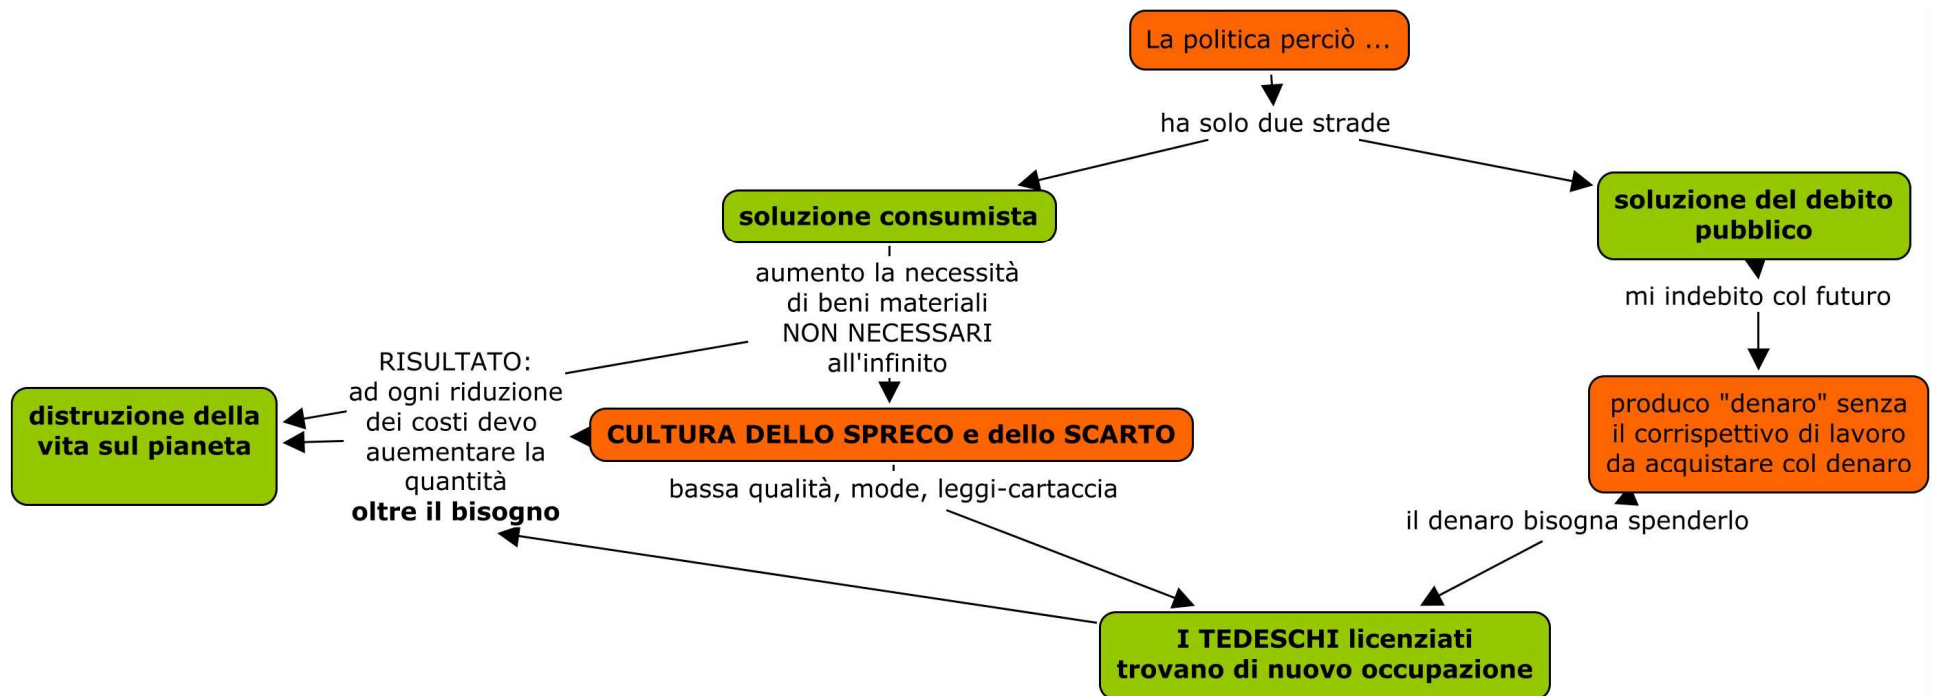 La politica perciò ...
ha solo due strade
soluzione consumista
soluzione del debito
pubblico
aumento la necessità
di beni materiali
NON NECESSARI
all'infinito
mi indebito col futuro
RISULTATO:
ad ogni riduzione
dei costi devo
auementare la
quantità
oltre il bisogno
distruzione della
vita sul pianeta
CULTURA DELLO SPRECO e dello SCARTO
produco "denaro" senza
il corrispettivo di lavoro
da acquistare col denaro
bassa qualità, mode, leggi-cartaccia
il denaro bisogna spenderlo
I TEDESCHI licenziati
trovano di nuovo occupazione